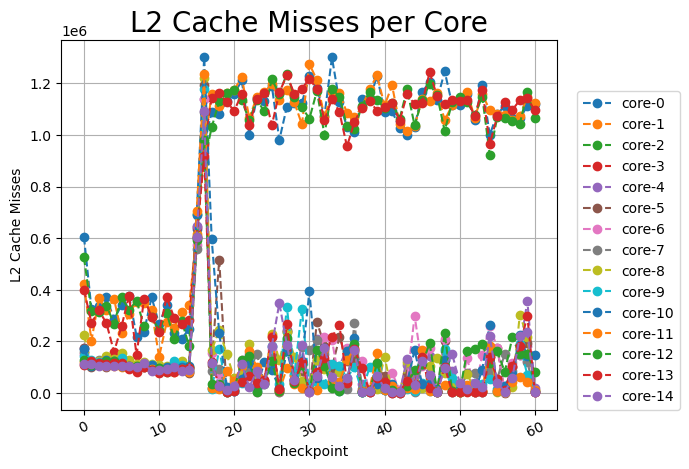 L2 Cache Misses per Core
1e6
1.2
1.0
0.8
0.6
0.4
0.2
0.0
L2 Cache Misses
0
10
20
30
40
50
60
Checkpoint
core-0
core-1
core-2
core-3
core-4
core-5
core-6
core-7
core-8
core-9
core-10
core-11
core-12
core-13
core-14